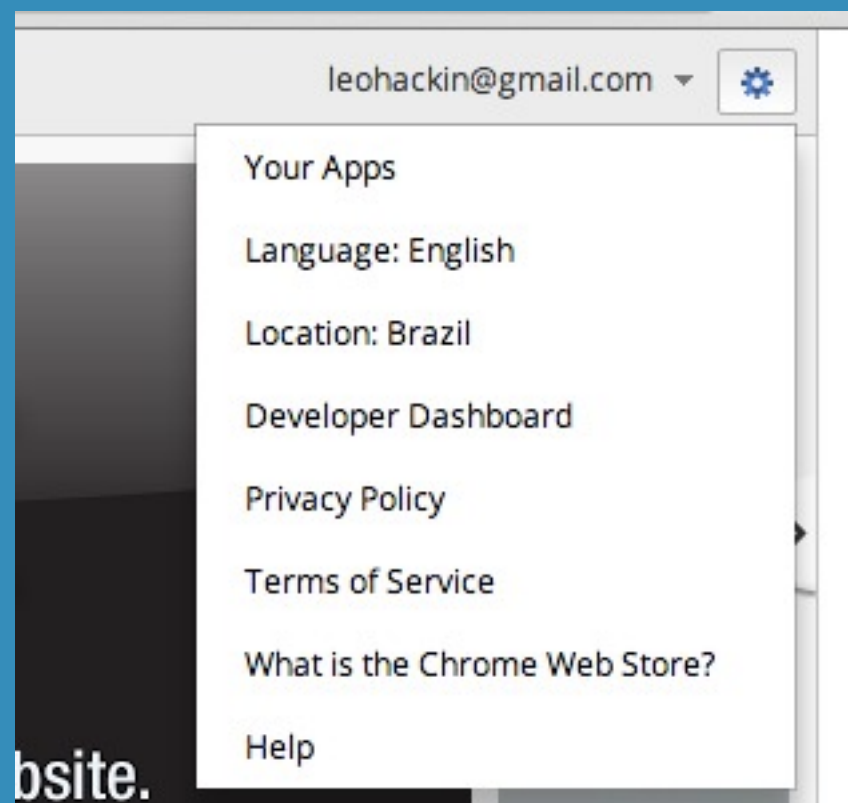 leohackin@gmail.com
Your Apps
Language: English
Location: Brazil
Developer Dashboard
Privacy Policy
Terms of Service
What is the Chrome Web Store?
Help
bsite.